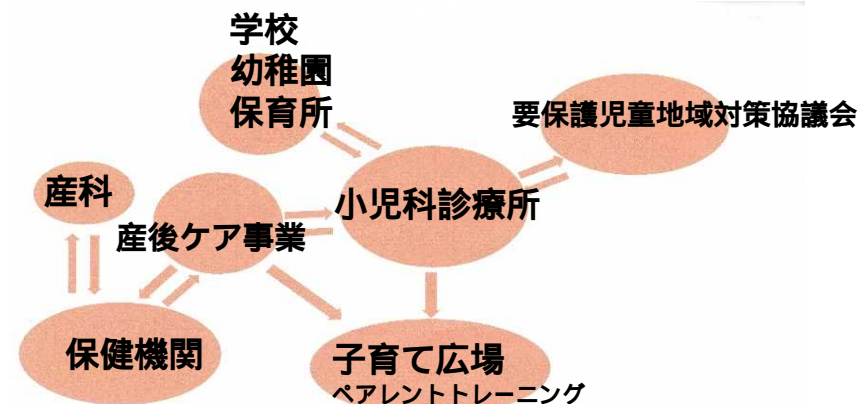 学校
幼稚園
保育所
要保護児童地域対策協議会
産科
小児科診療所
産後ケア事業
保健機関
子育て広場
ペアレントトレーニング